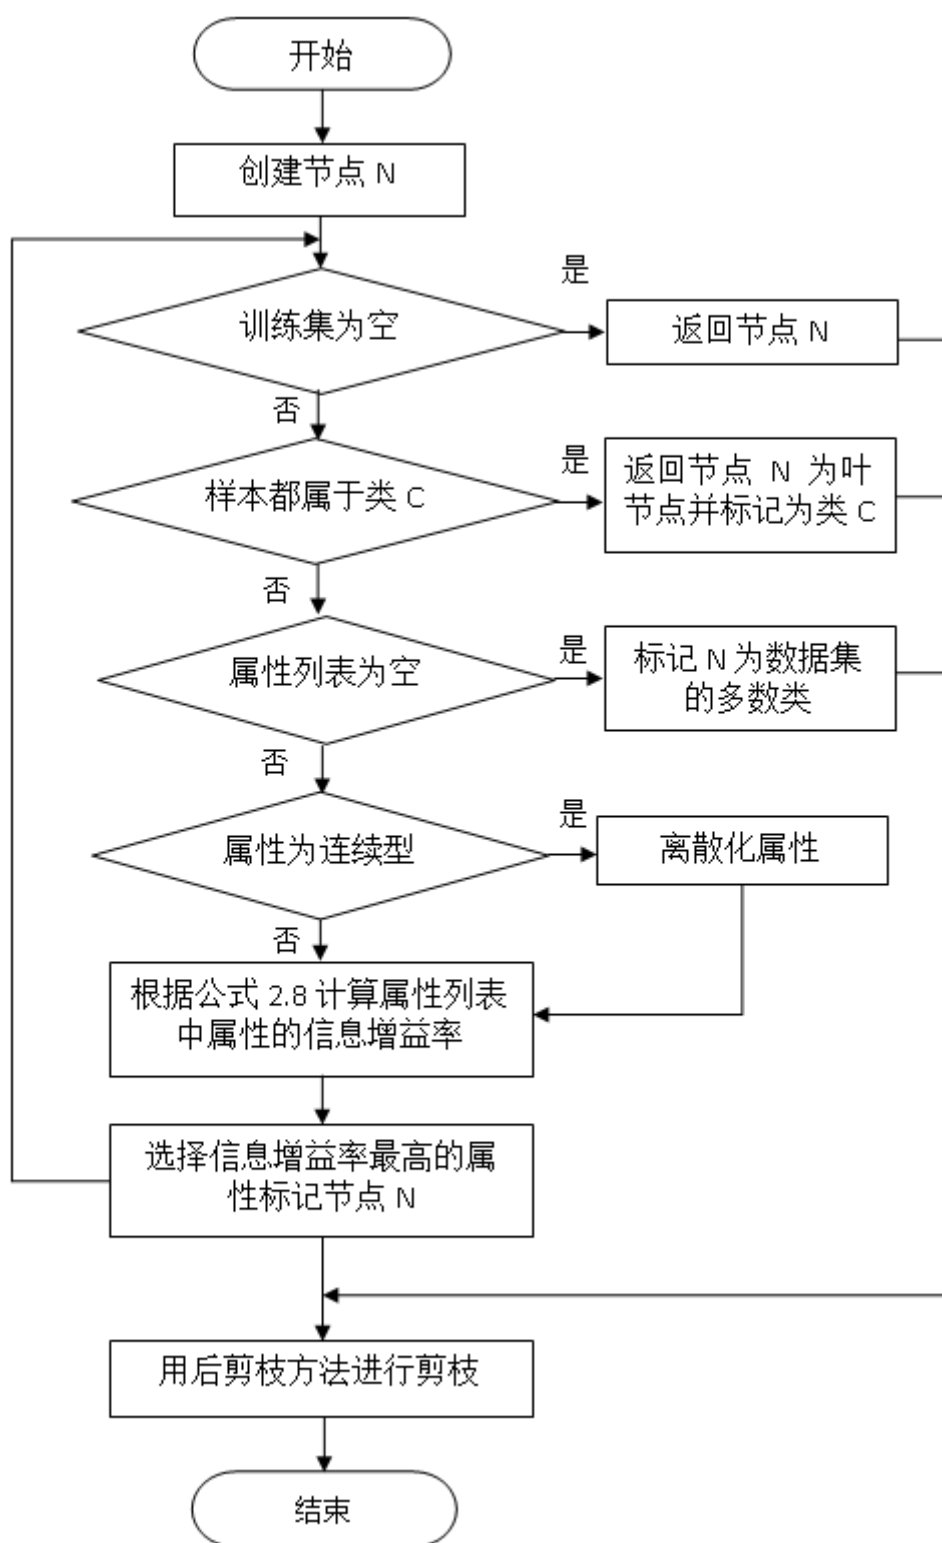 开始
创建节点 N
是
训练集为空
返回节点 N
否
是
样本都属于类 C
返回节点 N 为叶
节点并标记为类 C
否
是
属性列表为空
标记 N 为数据集
的多数类
否
是
属性为连续型
离散化属性
否
根据公式 2.8 计算属性列表
中属性的信息增益率
选择信息增益率最高的属
性标记节点 N
用后剪枝方法进行剪枝
结束